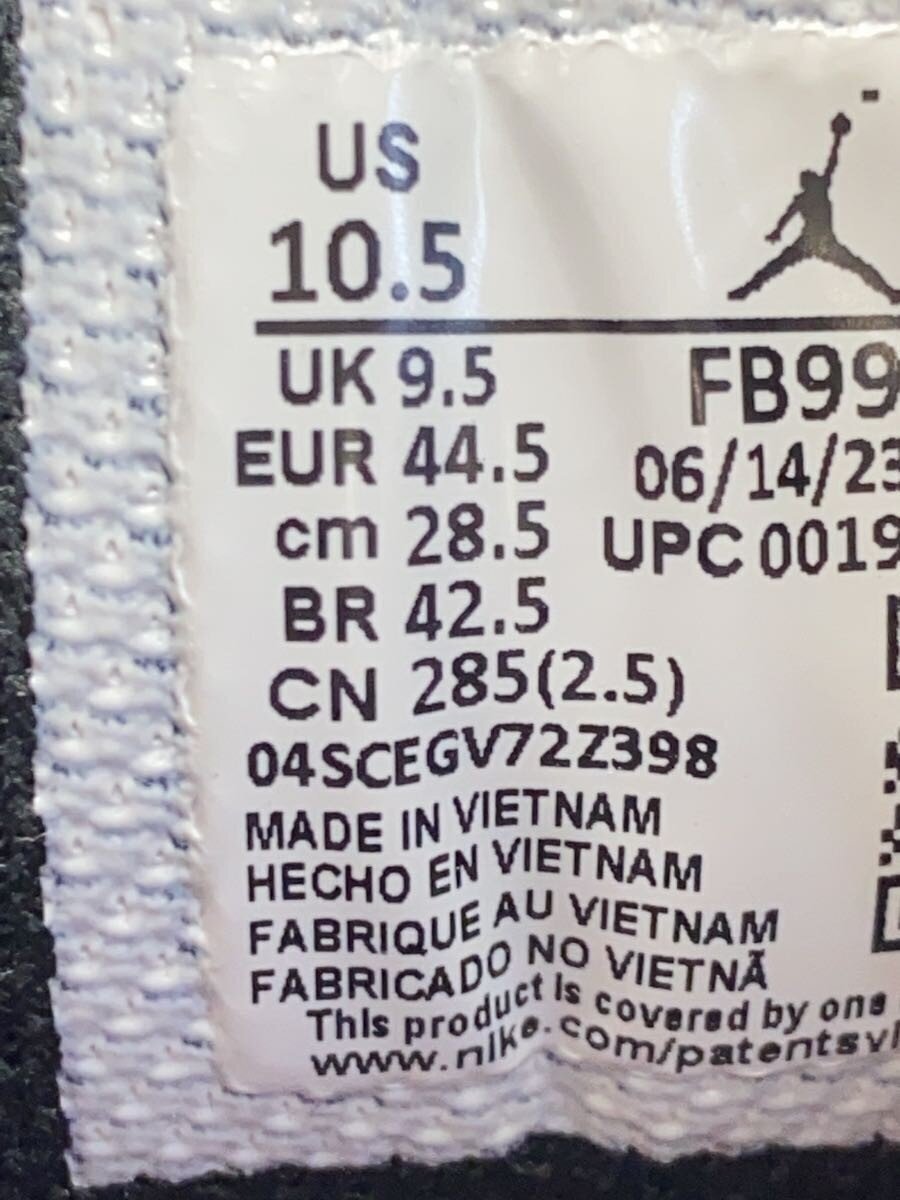 US
10.5
UK 9.5
EUR 44.5
cm 28.5
BR 42.5
CN 285(2.5)
FB99
06/14/23
UPC 0019
04SCEGV72Z398
MADE IN VIETNAM
HECHO EN VIETNAM
FABRIQUE AU VIETNAM
FABRICADO NO VIETNÃ
This product is covered by one
www.nike.com/patentsvi